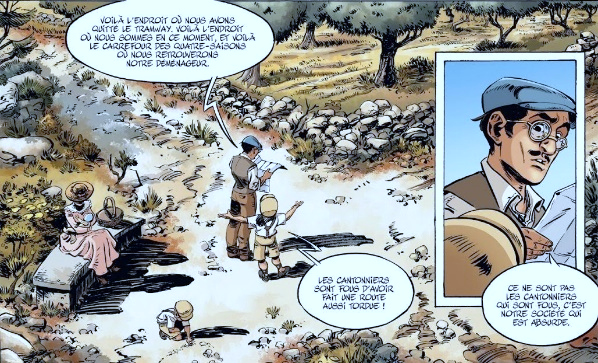 VOILÀ L'ENDROIT OÙ NOUS AVONS
QUITTÉ LE TRAMWAY. VOILÀ L'ENDROIT
OÙ NOUS SOMMES EN CE MOMENT, ET VOILÀ
LE CARREFOUR DES QUATRE-SAISONS
OÙ NOUS RETROUVERONS
NOTRE DÉMÉNAGEUR.
LES CANTONNIERS
SONT FOUS D'AVOIR
FAIT UNE ROUTE
AUSSI TORDUE !
CE NE SONT PAS
LES CANTONNIERS
QUI SONT FOUS, C'EST
NOTRE SOCIÉTÉ QUI
EST ABSURDE.